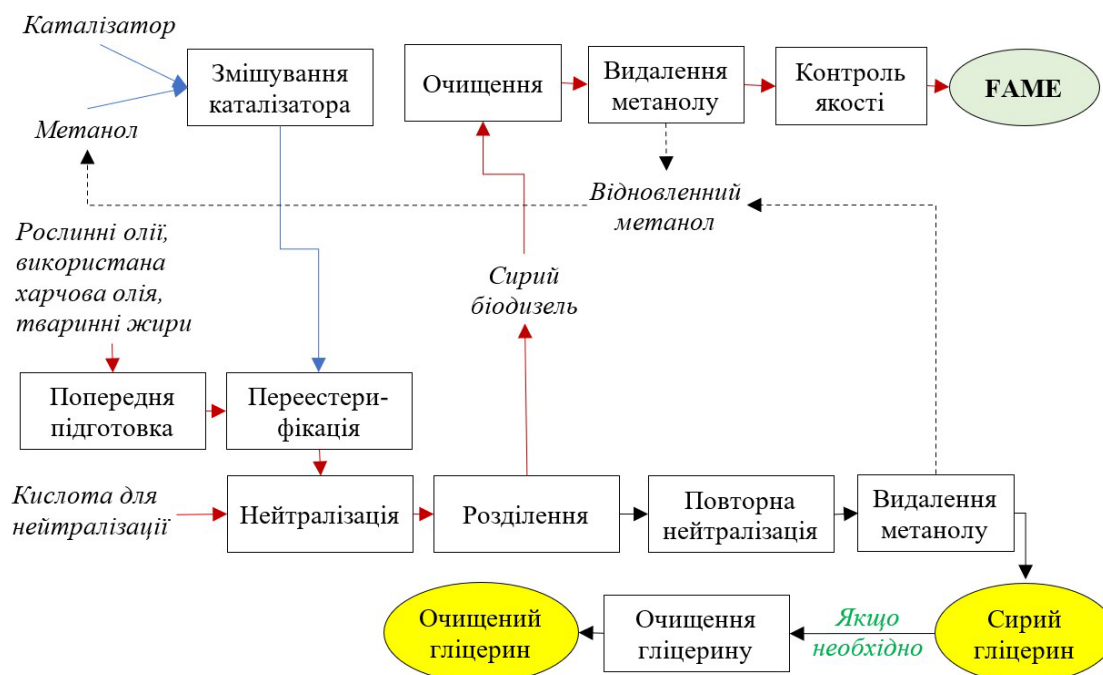 Каталізатор
Змішування
каталізатора
Метанол
Очищення
Видалення
метанолу
Контроль
якості
FAME
Відновленний
метанол
Рослинні олії,
використана
харчова олія,
тваринні жири
Сирий
біодизель
Попередня
підготовка
Переестери-
фікація
Кислота для
нейтралізації
Нейтралізація
Розділення
Повторна
нейтралізація
Видалення
метанолу
Очищений
гліцерин
Очищення
гліцерину
Якщо
необхідно
Сирий
гліцерин